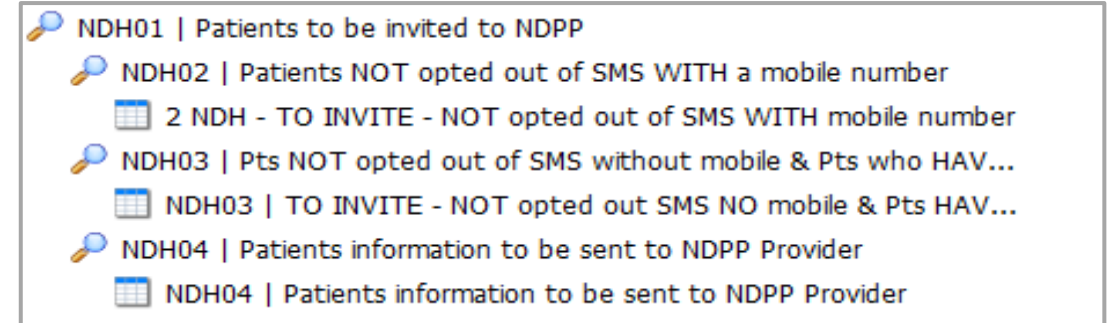 NDH01 | Patients to be invited to NDPP
NDH02 | Patients NOT opted out of SMS WITH a mobile number
2 NDH - TO INVITE - NOT opted out of SMS WITH mobile number
NDH03 | Pts NOT opted out of SMS without mobile & Pts who HAV...
NDH03 | TO INVITE - NOT opted out SMS NO mobile & Pts HAV...
NDH04 | Patients information to be sent to NDPP Provider
NDH04 | Patients information to be sent to NDPP Provider